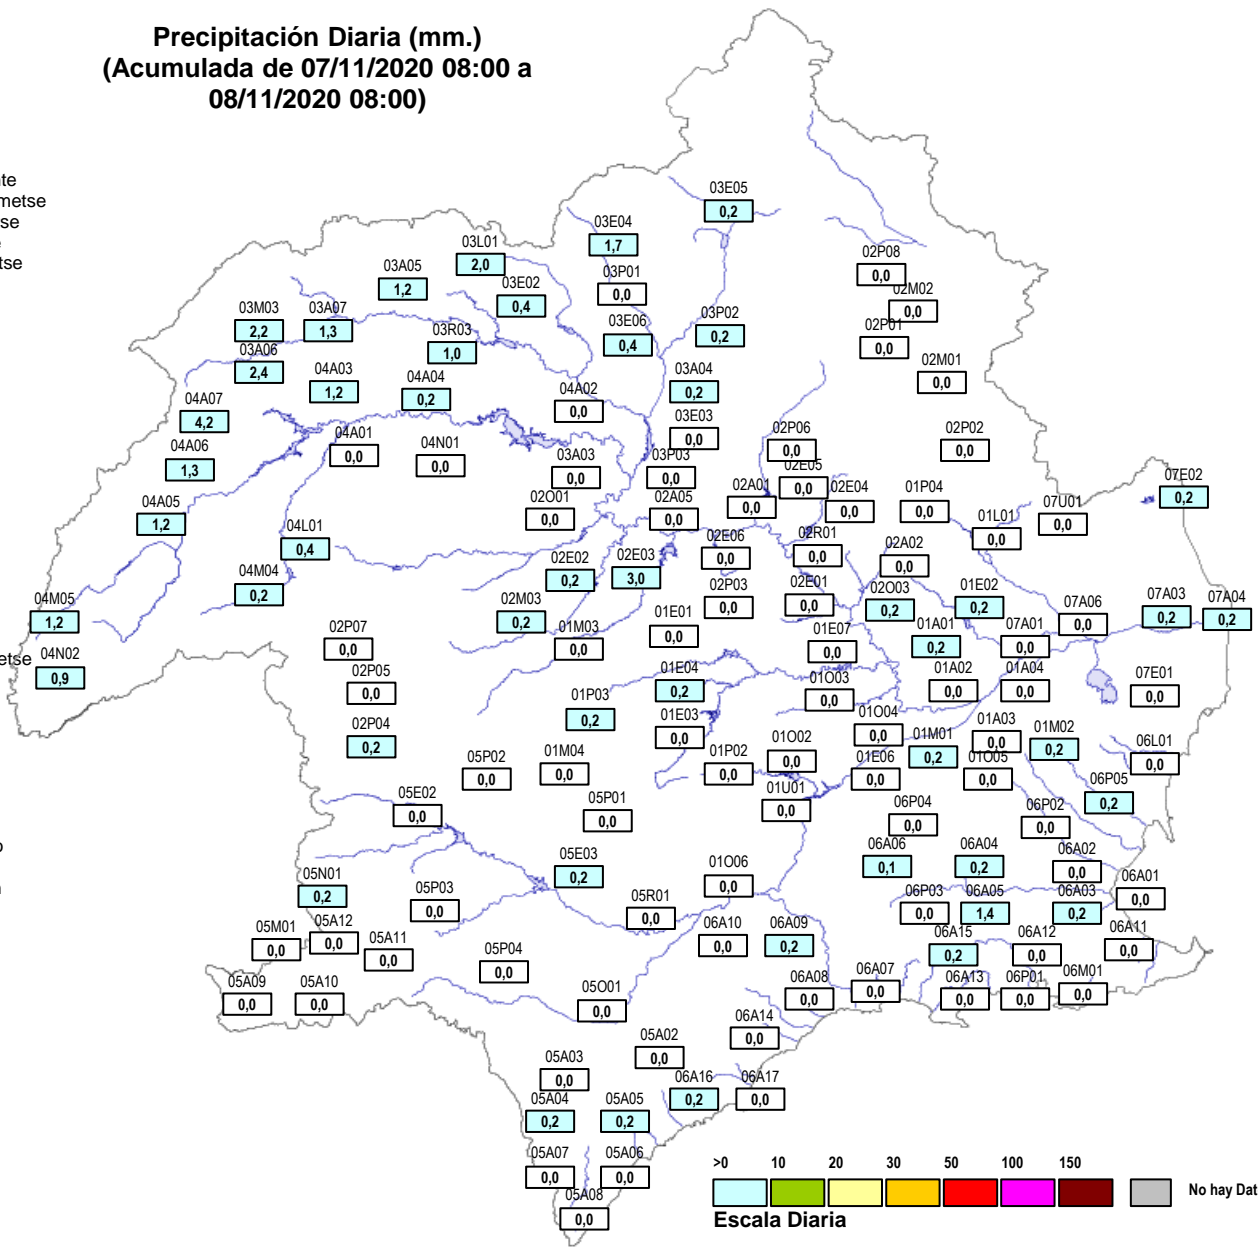 Precipitación Diaria (mm.)
(Acumulada de 07/11/2020 08:00 a
08/11/2020 08:00)
nte
metse
se
e
tse
etse
o
n
03E05
0,2
03E04
1,7
03L01
2,0
02P08
0,0
03A05
1,2
03P01
0,0
03E02
0,4
02M02
0,0
03M03
2,2
03A07
1,3
03P02
0,2
03E06
0,4
02P01
0,0
03R03
1,0
03A06
2,4
02M01
0,0
04A03
1,2
04A04
0,2
03A04
0,2
04A02
0,0
04A07
4,2
03E03
0,0
02P06
0,0
02P02
0,0
04A01
0,0
04N01
0,0
04A06
1,3
03A03
0,0
03P03
0,0
02E05
0,0
07E02
0,2
02A01
0,0
02E04
0,0
01P04
0,0
02O01
0,0
02A05
0,0
04A05
1,2
07U01
0,0
01L01
0,0
04L01
0,4
02E06
0,0
02R01
0,0
02A02
0,0
02E02
0,2
02E03
3,0
04M04
0,2
02P03
0,0
02E01
0,0
02O03
0,2
01E02
0,2
07A03
0,2
07A04
0,2
04M05
1,2
02M03
0,2
07A06
0,0
01E01
0,0
02P07
0,0
01M03
0,0
01E07
0,0
01A01
0,2
07A01
0,0
04N02
0,9
02P05
0,0
01E04
0,2
01O03
0,0
01A02
0,0
01A04
0,0
07E01
0,0
01P03
0,2
02P04
0,2
01E03
0,0
01O04
0,0
01A03
0,0
01M02
0,2
01M01
0,2
01O02
0,0
06L01
0,0
05P02
0,0
01M04
0,0
01P02
0,0
01E06
0,0
01O05
0,0
06P05
0,2
01U01
0,0
05E02
0,0
05P01
0,0
06P04
0,0
06P02
0,0
05E03
0,2
06A06
0,1
06A04
0,2
06A02
0,0
01O06
0,0
05N01
0,2
06A01
0,0
05P03
0,0
05R01
0,0
06P03
0,0
06A05
1,4
06A03
0,2
05M01
0,0
05A12
0,0
06A10
0,0
06A09
0,2
06A15
0,2
06A12
0,0
06A11
0,0
05A11
0,0
05P04
0,0
05A09
0,0
05A10
0,0
05O01
0,0
06A08
0,0
06A07
0,0
06A13
0,0
06P01
0,0
06M01
0,0
06A14
0,0
05A02
0,0
05A03
0,0
06A16
0,2
06A17
0,0
05A04
0,2
05A05
0,2
05A07
0,0
05A06
0,0
05A08
0,0
>0 10 20 30 50 100 150
No hay Dat
Escala Diaria